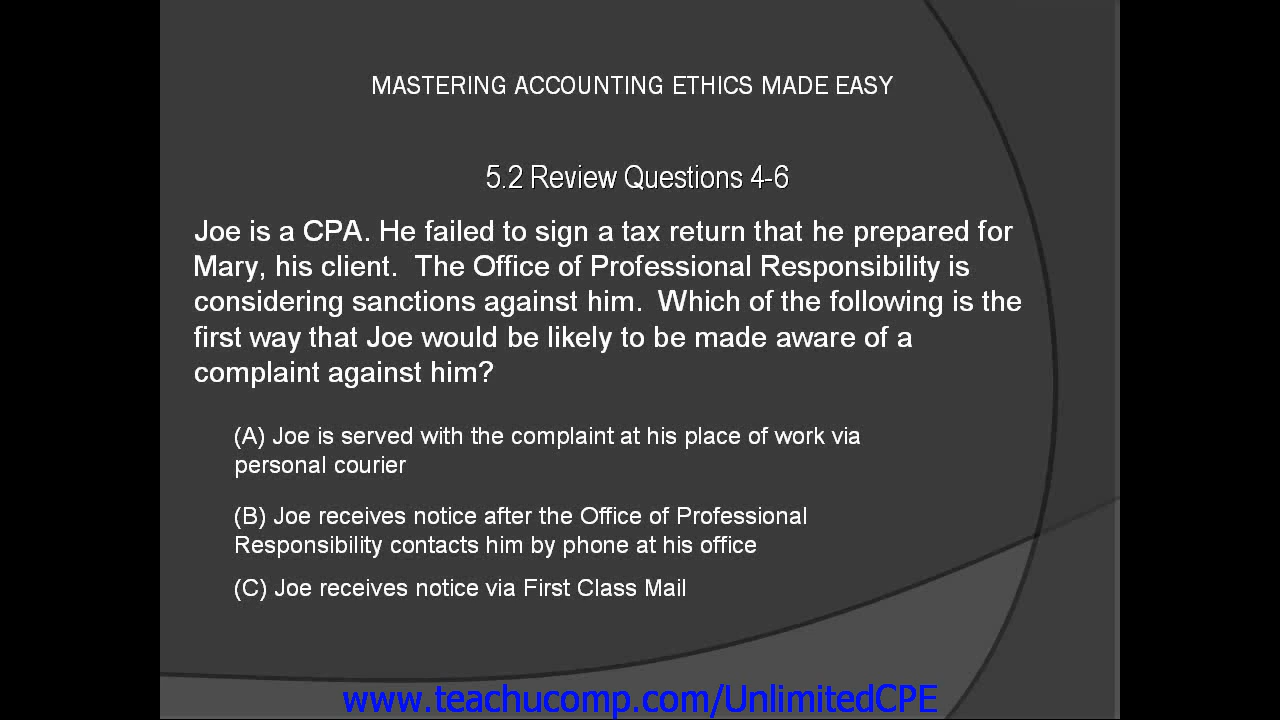 MASTERING ACCOUNTING ETHICS MADE EASY
5.2 Review Questions 4-6
Joe is a CPA. He failed to sign a tax return that he prepared for
Mary, his client.  The Office of Professional Responsibility is
considering sanctions against him.  Which of the following is the
first way that Joe would be likely to be made aware of a
complaint against him?
(A) Joe is served with the complaint at his place of work via
personal courier
(B) Joe receives notice after the Office of Professional
Responsibility contacts him by phone at his office
(C) Joe receives notice via First Class Mail
www.teachucomp.com/UnlimitedCPE